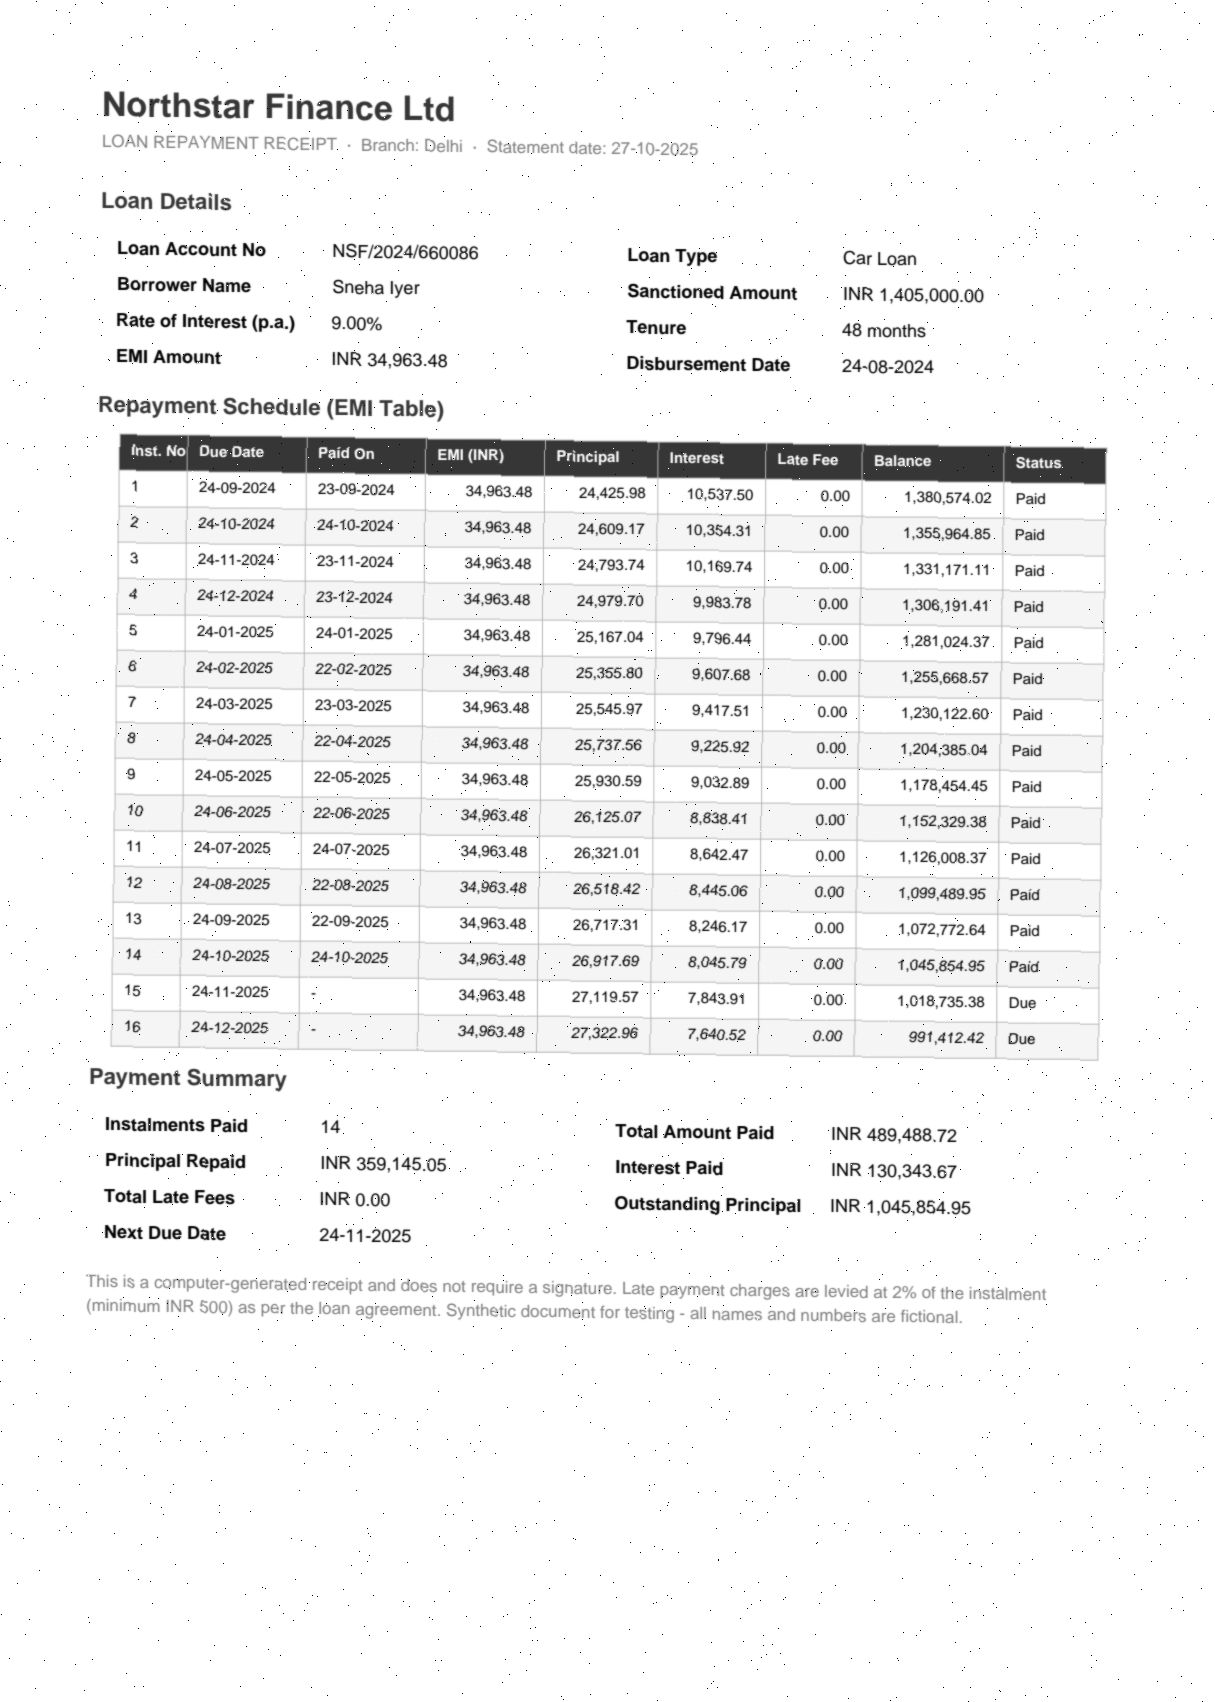 Northstar Finance Ltd
LOAN REPAYMENT RECEIPT · Branch: Delhi · Statement date: 27-10-2025
Loan Details
Loan Account No NSF/2024/660086 Loan Type Car Loan
Borrower Name Sneha Iyer Sanctioned Amount INR 1,405,000.00
Rate of Interest (p.a.) 9.00% Tenure 48 months
EMI Amount INR 34,963.48 Disbursement Date 24-08-2024
Repayment Schedule (EMI Table)
Inst. No Due Date Paid On EMI (INR) Principal Interest Late Fee Balance Status
1 24-09-2024 23-09-2024 34,963.48 24,425.98 10,537.50 0.00 1,380,574.02 Paid
2 24-10-2024 24-10-2024 34,963.48 24,609.17 10,354.31 0.00 1,355,964.85 Paid
3 24-11-2024 23-11-2024 34,963.48 24,793.74 10,169.74 0.00 1,331,171.11 Paid
4 24-12-2024 23-12-2024 34,963.48 24,979.70 9,983.78 0.00 1,306,191.41 Paid
5 24-01-2025 24-01-2025 34,963.48 25,167.04 9,796.44 0.00 1,281,024.37 Paid
6 24-02-2025 22-02-2025 34,963.48 25,355.80 9,607.68 0.00 1,255,668.57 Paid
7 24-03-2025 23-03-2025 34,963.48 25,545.97 9,417.51 0.00 1,230,122.60 Paid
8 24-04-2025 22-04-2025 34,963.48 25,737.56 9,225.92 0.00 1,204,385.04 Paid
9 24-05-2025 22-05-2025 34,963.48 25,930.59 9,032.89 0.00 1,178,454.45 Paid
10 24-06-2025 22-06-2025 34,963.48 26,125.07 8,838.41 0.00 1,152,329.38 Paid
11 24-07-2025 24-07-2025 34,963.48 26,321.01 8,642.47 0.00 1,126,008.37 Paid
12 24-08-2025 22-08-2025 34,963.48 26,518.42 8,445.06 0.00 1,099,489.95 Paid
13 24-09-2025 22-09-2025 34,963.48 26,717.31 8,246.17 0.00 1,072,772.64 Paid
14 24-10-2025 24-10-2025 34,963.48 26,917.69 8,045.79 0.00 1,045,854.95 Paid
15 24-11-2025 - 34,963.48 27,119.57 7,843.91 0.00 1,018,735.38 Due
16 24-12-2025 - 34,963.48 27,322.96 7,640.52 0.00 991,412.42 Due
Payment Summary
Instalments Paid 14 Total Amount Paid INR 489,488.72
Principal Repaid INR 359,145.05 Interest Paid INR 130,343.67
Total Late Fees INR 0.00 Outstanding Principal INR 1,045,854.95
Next Due Date 24-11-2025
This is a computer-generated receipt and does not require a signature. Late payment charges are levied at 2% of the instalment
(minimum INR 500) as per the loan agreement. Synthetic document for testing - all names and numbers are fictional.